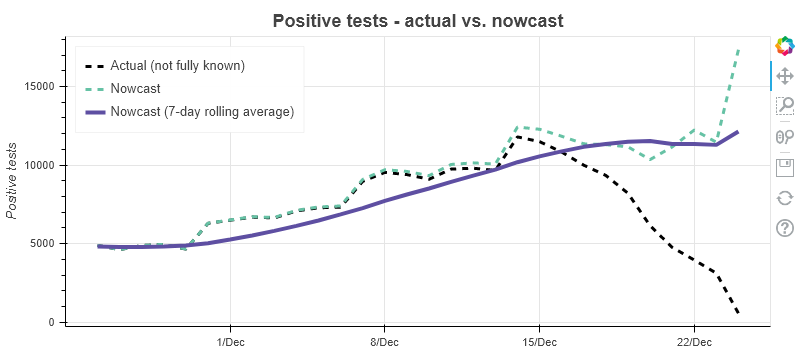 Positive tests - actual vs. nowcast
Actual (not fully known)
Nowcast
Nowcast (7-day rolling average)
Positive tests
15000
10000
5000
0
1/Dec
8/Dec
15/Dec
22/Dec